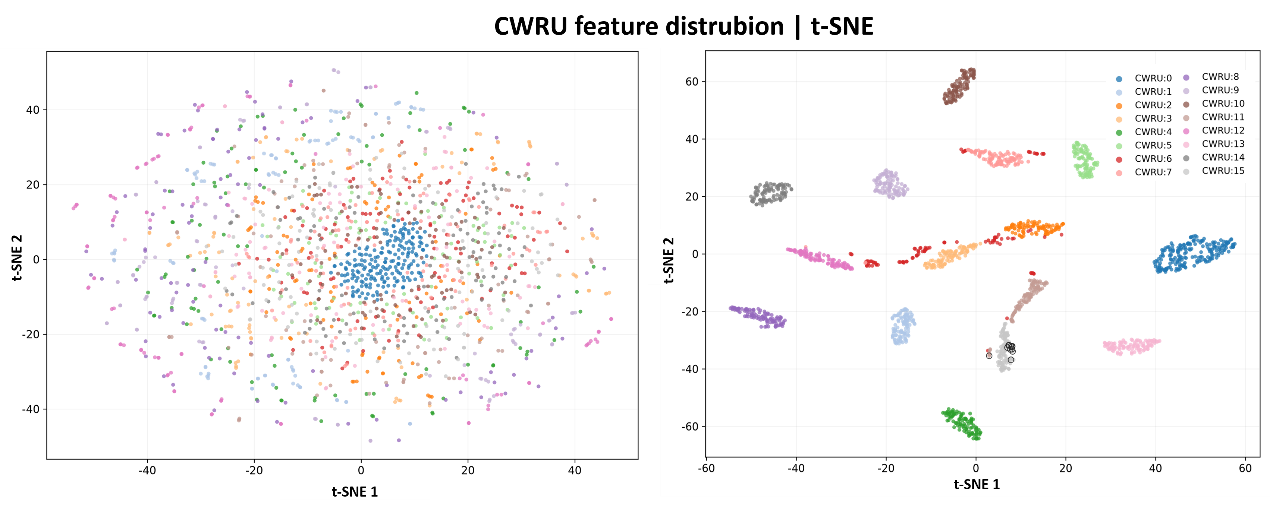 CWRU feature distrubion | t-SNE
40
20
0
-20
-40
-40
-20
0
20
40
t-SNE 1
t-SNE 2
60
40
20
0
-20
-40
-60
-60
-40
-20
0
20
40
60
t-SNE 1
t-SNE 2
CWRU:0
CWRU:1
CWRU:2
CWRU:3
CWRU:4
CWRU:5
CWRU:6
CWRU:7
CWRU:8
CWRU:9
CWRU:10
CWRU:11
CWRU:12
CWRU:13
CWRU:14
CWRU:15